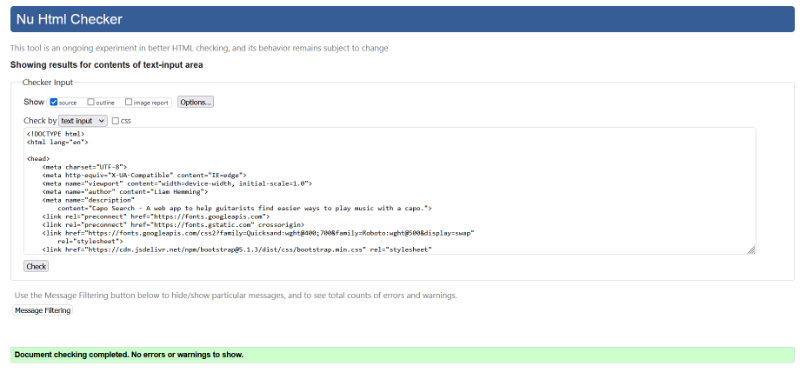 Nu Html Checker
This tool is an ongoing experiment in better HTML checking, and its behavior remains subject to change
Showing results for contents of text-input area
Checker Input
Show source outline image report Options...
Check by text input css
<!DOCTYPE html>
<html lang="en">
<head>
<meta charset="UTF-8">
<meta http-equiv="X-UA-Compatible" content="IE=edge">
<meta name="viewport" content="width=device-width, initial-scale=1.0">
<meta name="author" content="Liam Hemming">
<meta name="description"
content="Capo Search - A web app to help guitarists find easier ways to play music with a capo.">
<link rel="preconnect" href="https://fonts.googleapis.com">
<link rel="preconnect" href="https://fonts.gstatic.com" crossorigin>
<link href="https://fonts.googleapis.com/css2?family=Quicksand:wght@400;700&family=Roboto:wght@500&display=swap"
rel="stylesheet">
<link href="https://cdn.jsdelivr.net/npm/bootstrap@5.1.3/dist/css/bootstrap.min.css" rel="stylesheet"
Check
Use the Message Filtering button below to hide/show particular messages, and to see total counts of errors and warnings.
Message Filtering
Document checking completed. No errors or warnings to show.